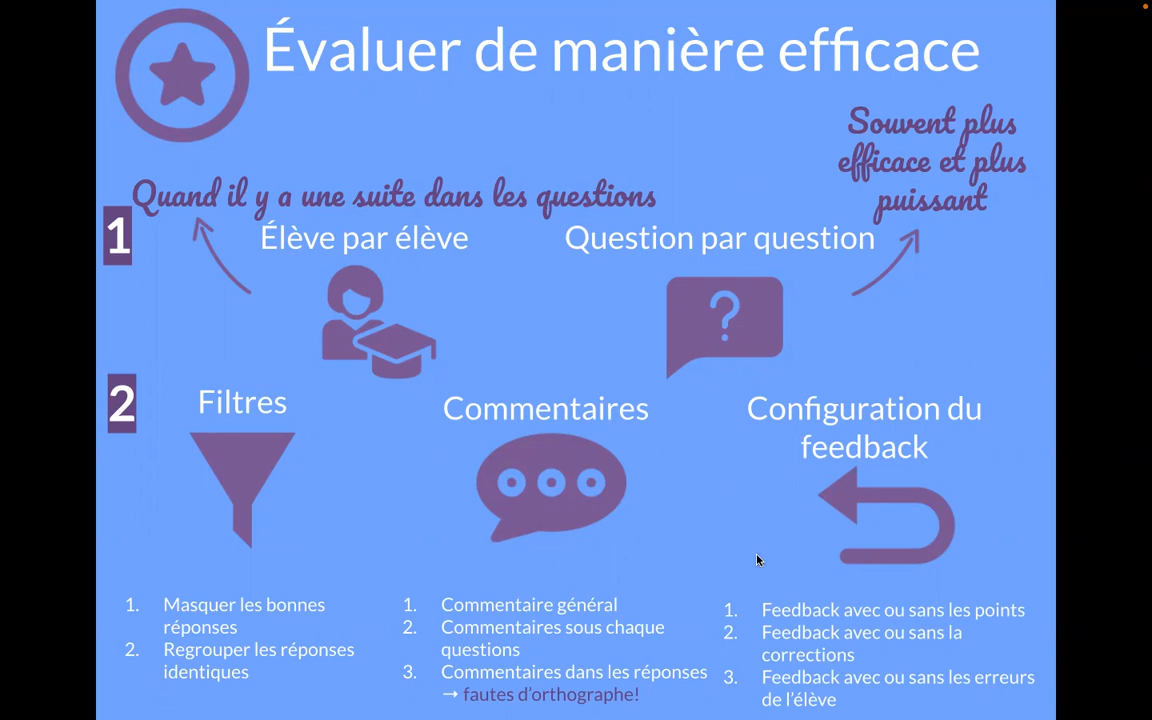 Évaluer de manière efficace
Souvent plus
efficace et plus
puissant
Quand il y a une suite dans les questions
1
Élève par élève
Question par question
?
2
Filtres
Commentaires
Configuration du
feedback
1. Masquer les bonnes
réponses
2. Regrouper les réponses
identiques
1. Commentaire général
2. Commentaires sous chaque
questions
3. Commentaires dans les réponses
→ fautes d’orthographe!
1. Feedback avec ou sans les points
2. Feedback avec ou sans la
corrections
3. Feedback avec ou sans les erreurs
de l’élève